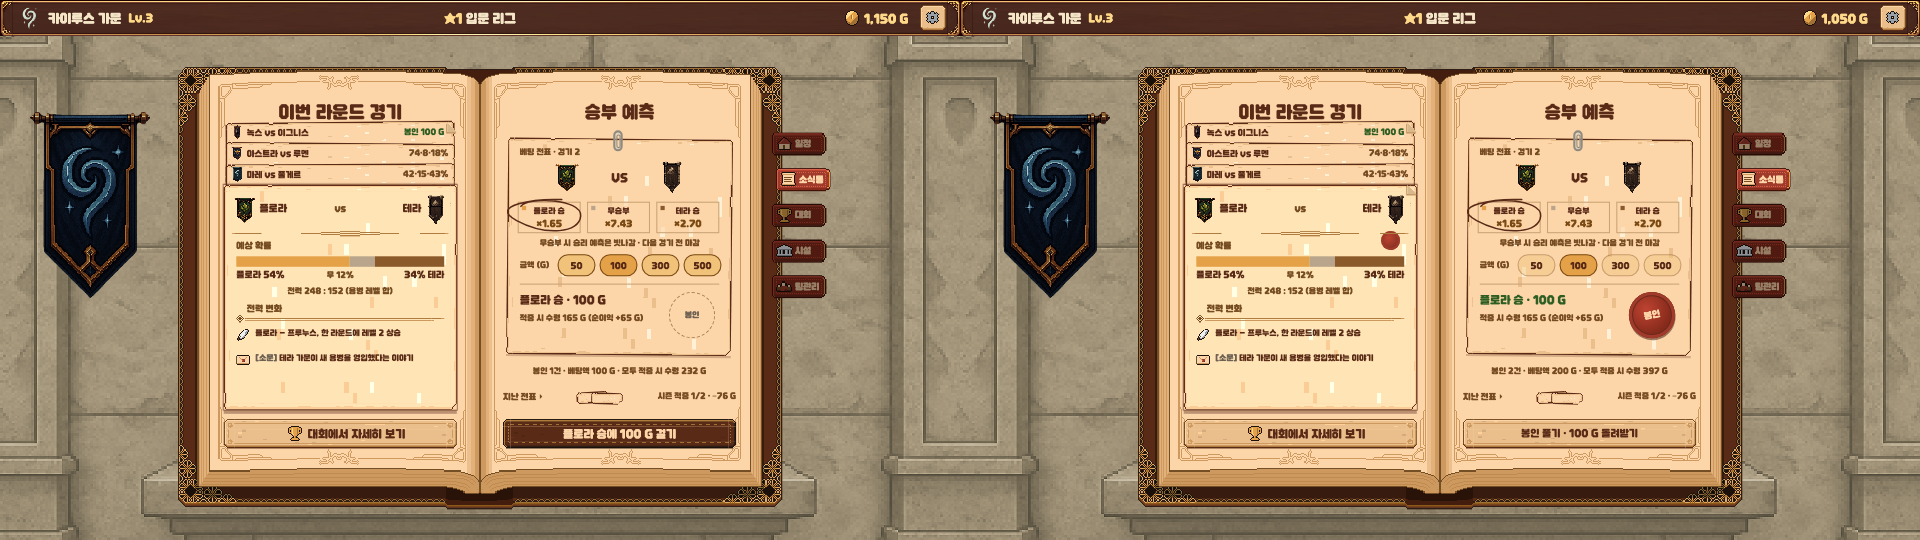 카이루스 가문 Lv.3
★1 입문 리그
1,150 G
이번 라운드 경기
녹스 vs 이그니스 봉인 100 G
아스트라 vs 루멘 74·8·18%
마레 vs 풀게르 42·15·43%
플로라 vs 테라
예상 확률
플로라 54% 무 12% 34% 테라
전력 248 : 152 (용병 레벨 합)
전력 변화
플로라 – 프루누스, 한 라운드에 레벨 2 상승
[소문] 테라 가문이 새 용병을 영입했다는 이야기
대회에서 자세히 보기
승부 예측
베팅 전표 · 경기 2
VS
플로라 승 무승부 테라 승
×1.65 ×7.43 ×2.70
무승부 시 승리 예측은 빗나감 · 다음 경기 전 마감
금액 (G) 50 100 300 500
플로라 승 · 100 G
적중 시 수령 165 G (순이익 +65 G)
봉인
봉인 1건 · 베팅액 100 G · 모두 적중 시 수령 232 G
지난 전표 › 시즌 적중 1/2 · -76 G
플로라 승에 100 G 걸기
일정
소식통
대회
시설
팀관리
카이루스 가문 Lv.3
★1 입문 리그
1,050 G
이번 라운드 경기
녹스 vs 이그니스 봉인 100 G
아스트라 vs 루멘 74·8·18%
마레 vs 풀게르 42·15·43%
플로라 vs 테라
예상 확률
플로라 54% 무 12% 34% 테라
전력 248 : 152 (용병 레벨 합)
전력 변화
플로라 – 프루누스, 한 라운드에 레벨 2 상승
[소문] 테라 가문이 새 용병을 영입했다는 이야기
대회에서 자세히 보기
승부 예측
베팅 전표 · 경기 2
VS
플로라 승 무승부 테라 승
×1.65 ×7.43 ×2.70
무승부 시 승리 예측은 빗나감 · 다음 경기 전 마감
금액 (G) 50 100 300 500
플로라 승 · 100 G
적중 시 수령 165 G (순이익 +65 G)
봉인
봉인 2건 · 베팅액 200 G · 모두 적중 시 수령 397 G
지난 전표 › 시즌 적중 1/2 · -76 G
봉인 풀기 · 100 G 돌려받기
일정
소식통
대회
시설
팀관리